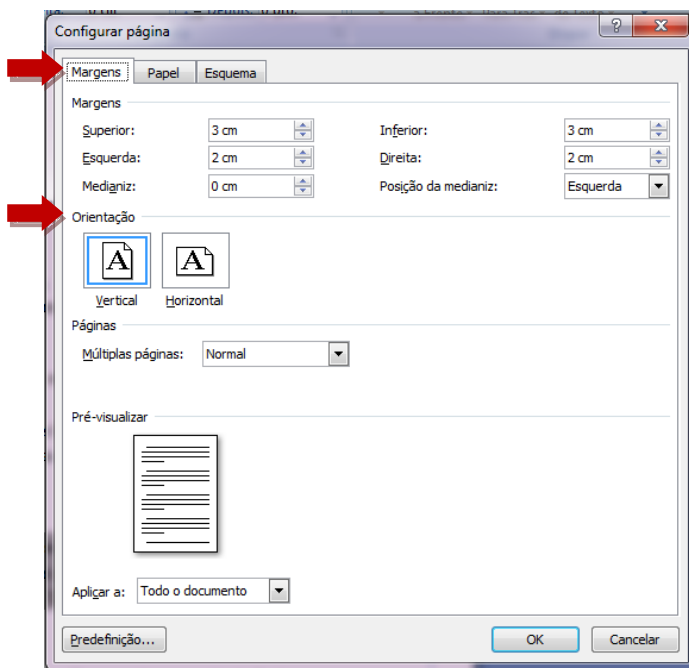 Configurar página
Margens Papel Esquema
Margens
Superior: 3 cm Inferior: 3 cm
Esquerda: 2 cm Direita: 2 cm
Medianiz: 0 cm Posição da medianiz: Esquerda
Orientação
A A
Vertical Horizontal
Páginas
Múltiplas páginas: Normal
Pré-visualizar
Aplicar a: Todo o documento
Predefinição... OK Cancelar